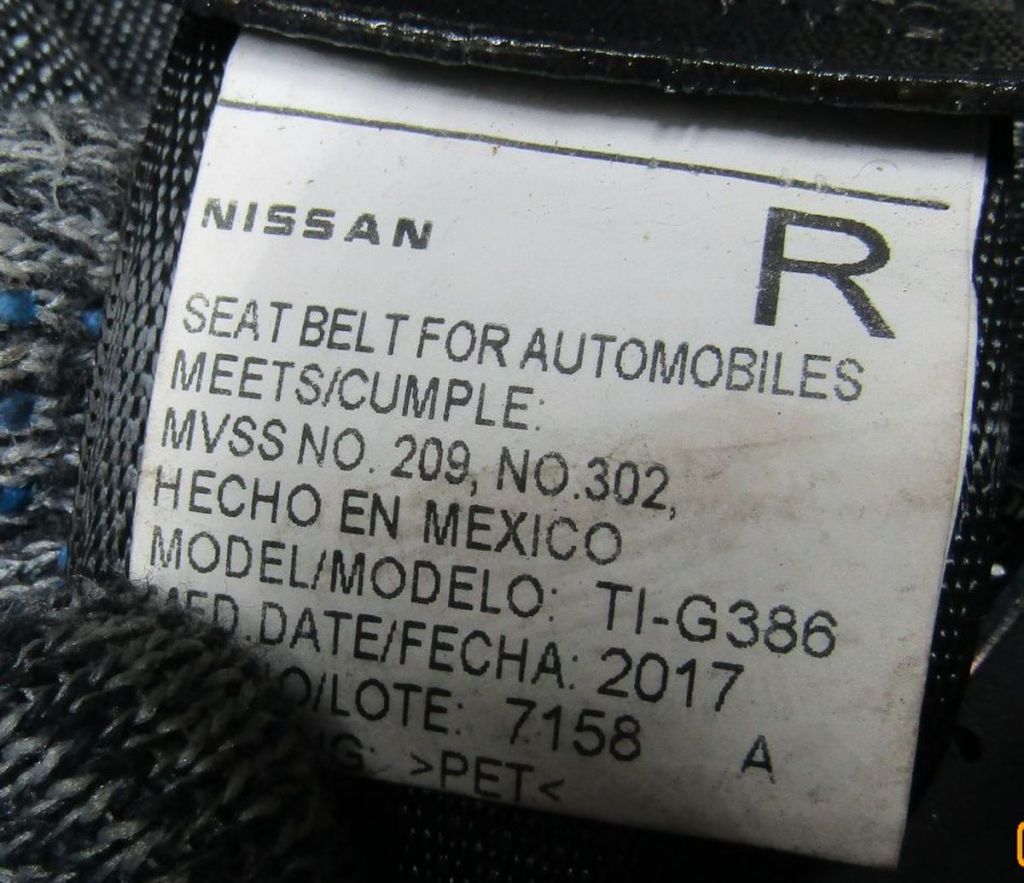 NISSAN
R
SEAT BELT FOR AUTOMOBILES
MEETS/CUMPLE:
MVSS NO. 209, NO.302,
HECHO EN MEXICO
MODEL/MODELO: TI-G386
DATE/FECHA: 2017
/LOTE: 7158 A
>PET<